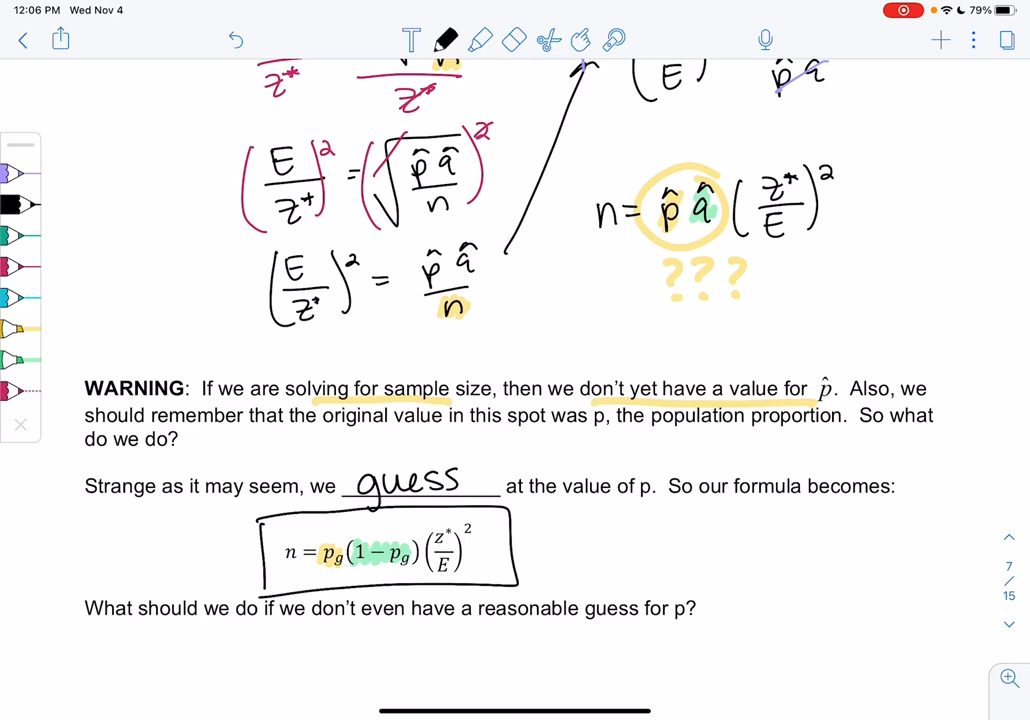 12:06 PM Wed Nov 4 79%
z* z* (E) p̂ q̂
(E/z*)² = (√(p̂ q̂/n))²
n = p̂ q̂ (z*/E)²
???
(E/z*)² = p̂ q̂/n
WARNING: If we are solving for sample size, then we don't yet have a value for p̂. Also, we
should remember that the original value in this spot was p, the population proportion. So what
do we do?
Strange as it may seem, we guess at the value of p. So our formula becomes:
n = p_g(1 − p_g)(z*/E)²
What should we do if we don't even have a reasonable guess for p?
7
/
15